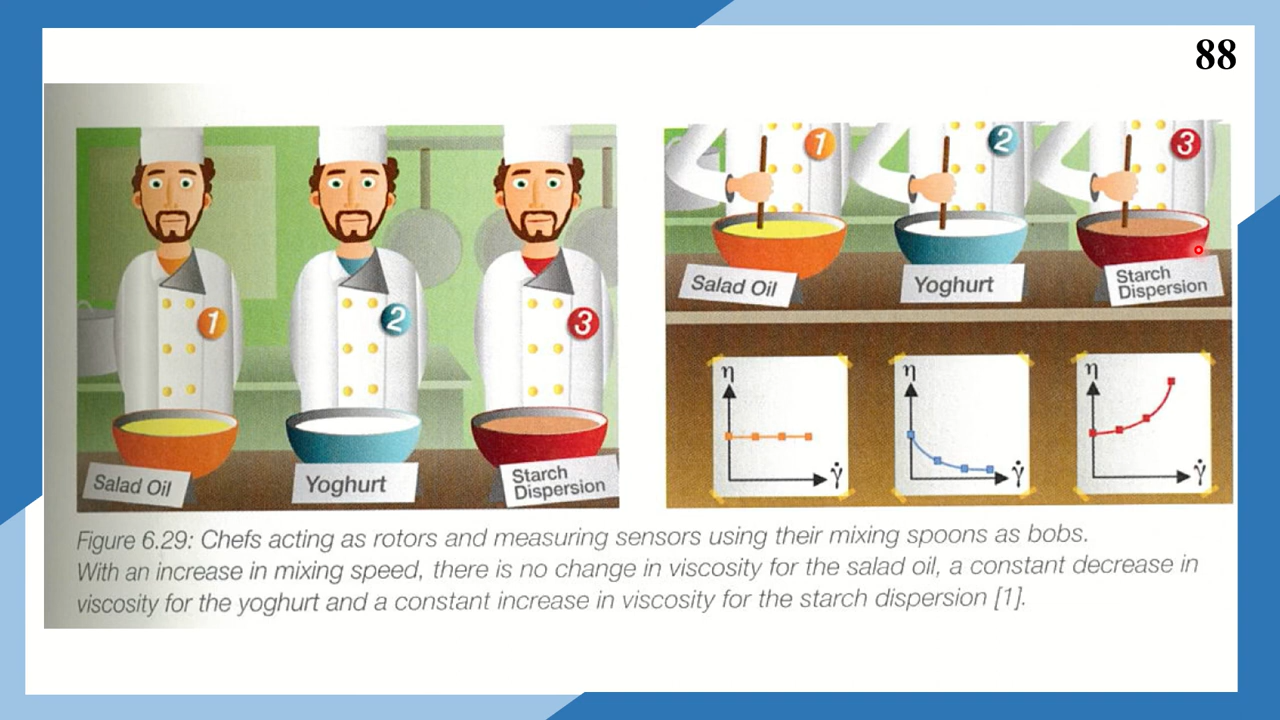 88
1
2
3
Salad Oil
Yoghurt
Starch
Dispersion
1
2
3
Salad Oil
Yoghurt
Starch
Dispersion
η
γ̇
η
γ̇
η
γ̇
Figure 6.29: Chefs acting as rotors and measuring sensors using their mixing spoons as bobs.
With an increase in mixing speed, there is no change in viscosity for the salad oil, a constant decrease in
viscosity for the yoghurt and a constant increase in viscosity for the starch dispersion [1].